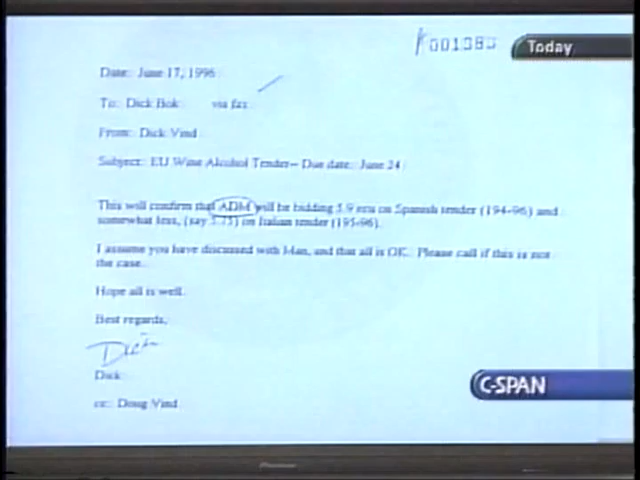 001383
Today
Date: June 17, 1996
To: Dick Bok via fax
From: Dick Vind
Subject: EU Wine Alcohol Tender-- Due date: June 24
This will confirm that ADM will be bidding 5.9 ecu on Spanish tender (194-96) and
somewhat less, (say 5.75) on Italian tender (195-96).
I assume you have discussed with Man, and that all is OK. Please call if this is not
the case.
Hope all is well.
Best regards,
Dick
Dick
C-SPAN
cc: Doug Vind